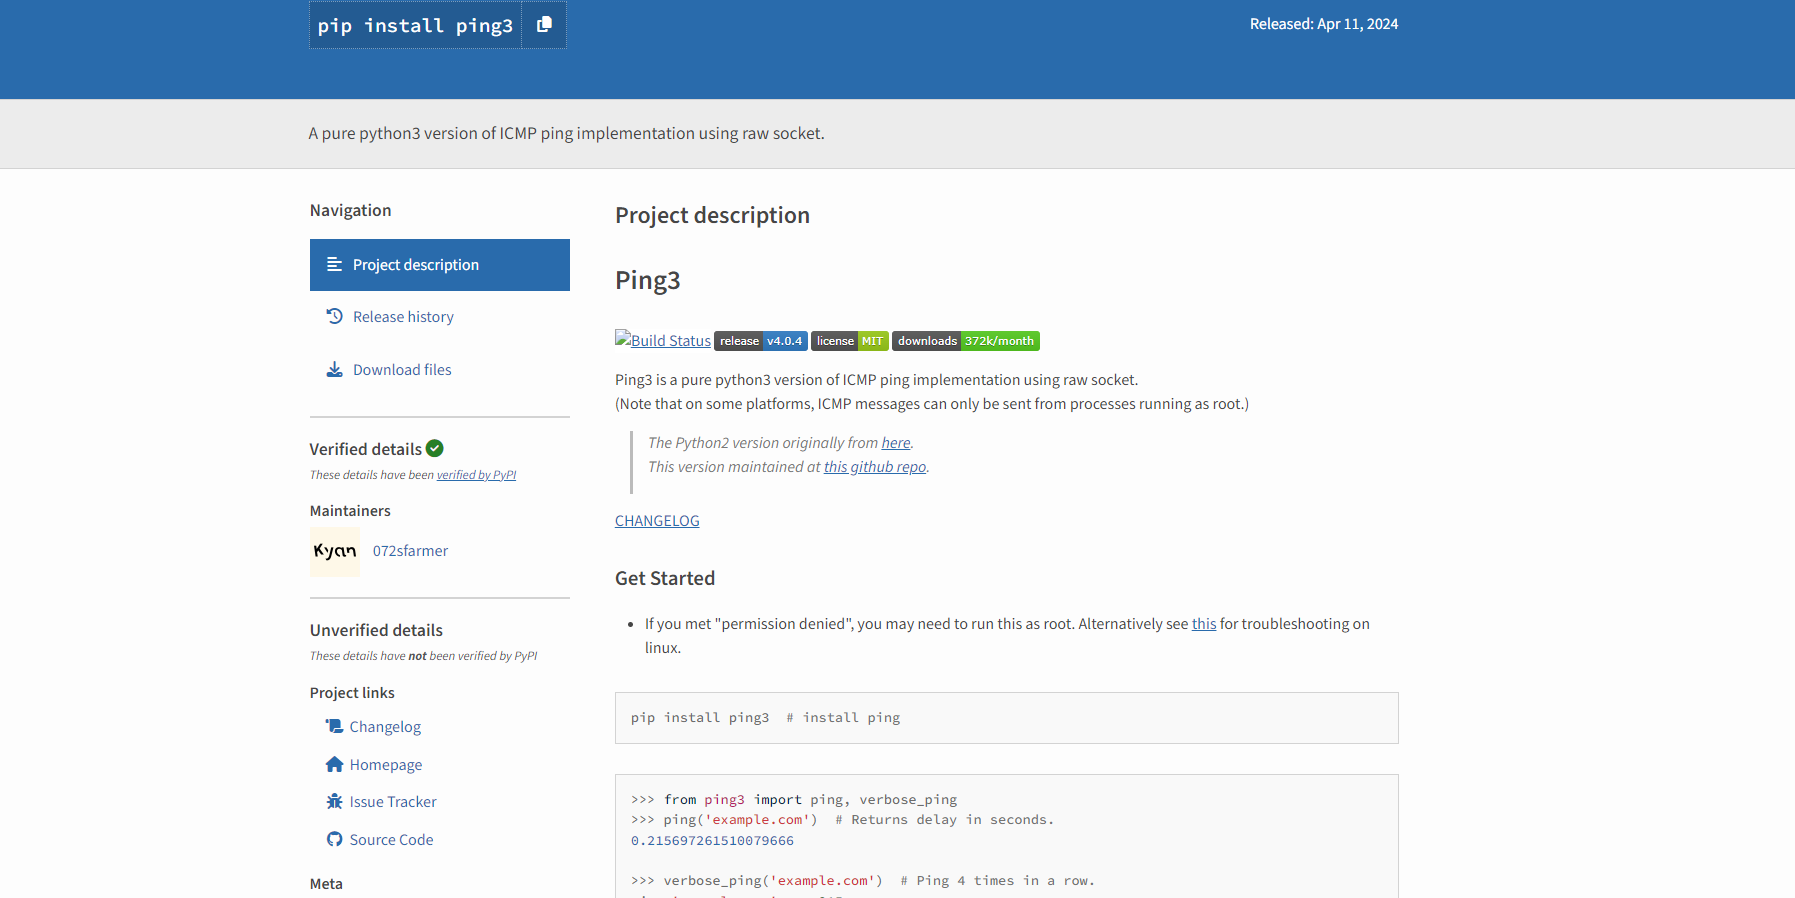 pip install ping3
Released: Apr 11, 2024
A pure python3 version of ICMP ping implementation using raw socket.
Navigation
Project description
Release history
Download files
Verified details
These details have been verified by PyPI
Maintainers
Kyan
072sfarmer
Unverified details
These details have not been verified by PyPI
Project links
Changelog
Homepage
Issue Tracker
Source Code
Meta
Project description
Ping3
Build Status release v4.0.4 license MIT downloads 372k/month
Ping3 is a pure python3 version of ICMP ping implementation using raw socket.
(Note that on some platforms, ICMP messages can only be sent from processes running as root.)
The Python2 version originally from here.
This version maintained at this github repo.
CHANGELOG
Get Started
If you met "permission denied", you may need to run this as root. Alternatively see this for troubleshooting on
linux.
pip install ping3  # install ping
>>> from ping3 import ping, verbose_ping
>>> ping('example.com')  # Returns delay in seconds.
0.215697261510079666
>>> verbose_ping('example.com')  # Ping 4 times in a row.